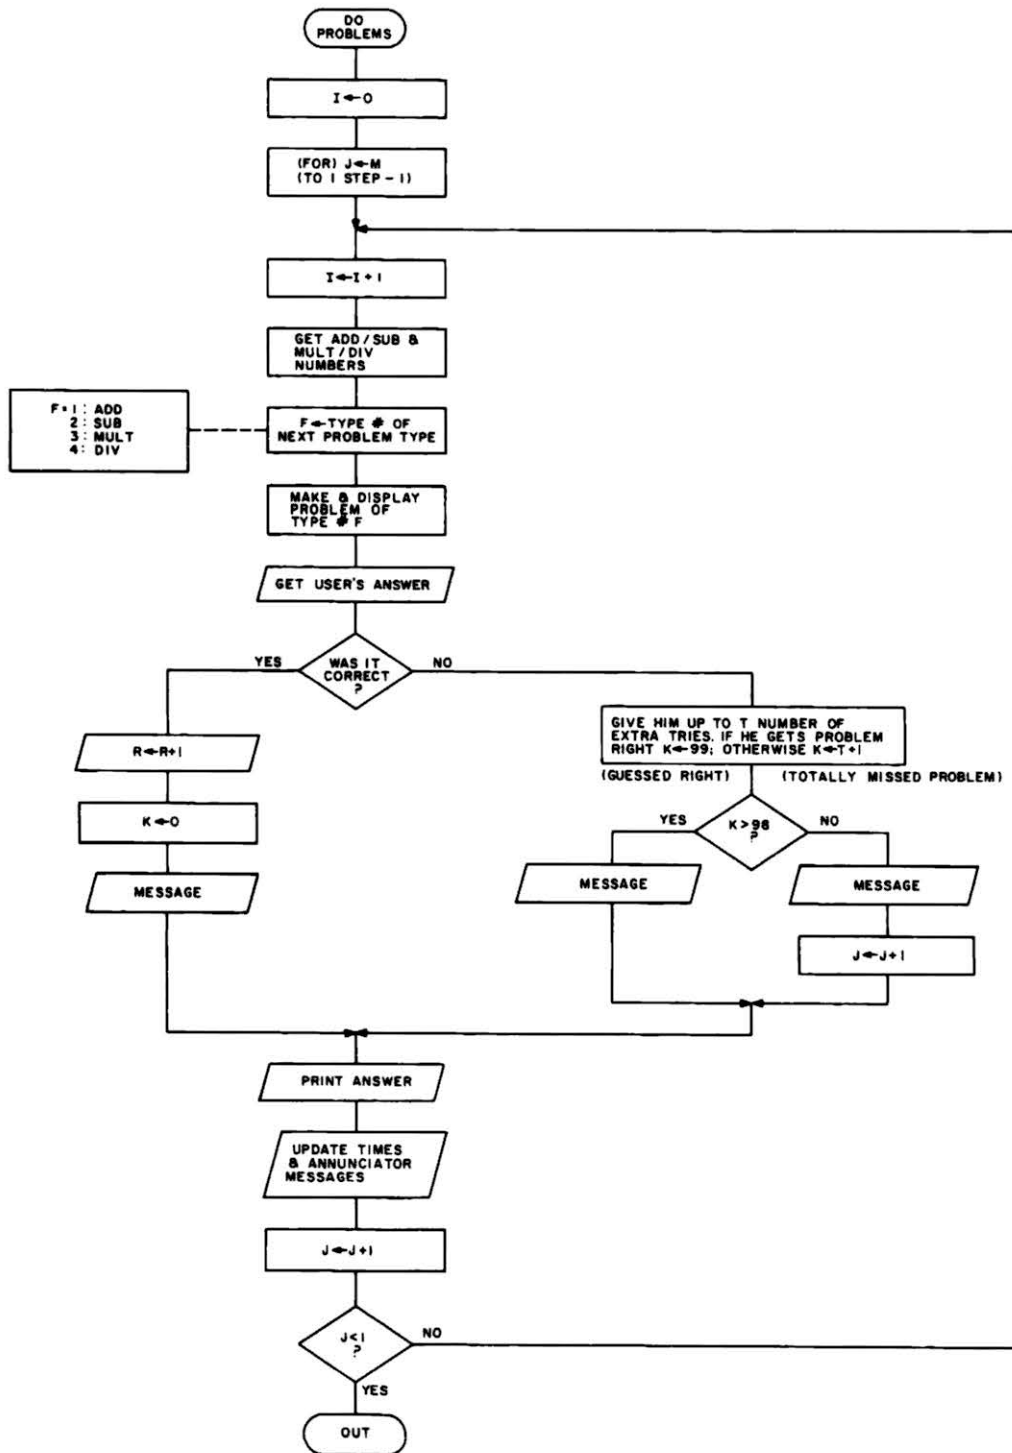 DO
PROBLEMS
I←0
(FOR) J←M
(TO 1 STEP -1)
I←I+1
GET ADD/SUB &
MULT/DIV
NUMBERS
F=1: ADD
2: SUB
3: MULT
4: DIV
F←TYPE # OF
NEXT PROBLEM TYPE
MAKE & DISPLAY
PROBLEM OF
TYPE # F
GET USER'S ANSWER
YES
WAS IT
CORRECT
?
NO
R←R+1
K←0
MESSAGE
GIVE HIM UP TO T NUMBER OF
EXTRA TRIES. IF HE GETS PROBLEM
RIGHT K←99; OTHERWISE K←T+1
(GUESSED RIGHT)
(TOTALLY MISSED PROBLEM)
YES
K>98
?
NO
MESSAGE
MESSAGE
J←J+1
PRINT ANSWER
UPDATE TIMES
& ANNUNCIATOR
MESSAGES
J←J+1
J<1
?
NO
YES
OUT